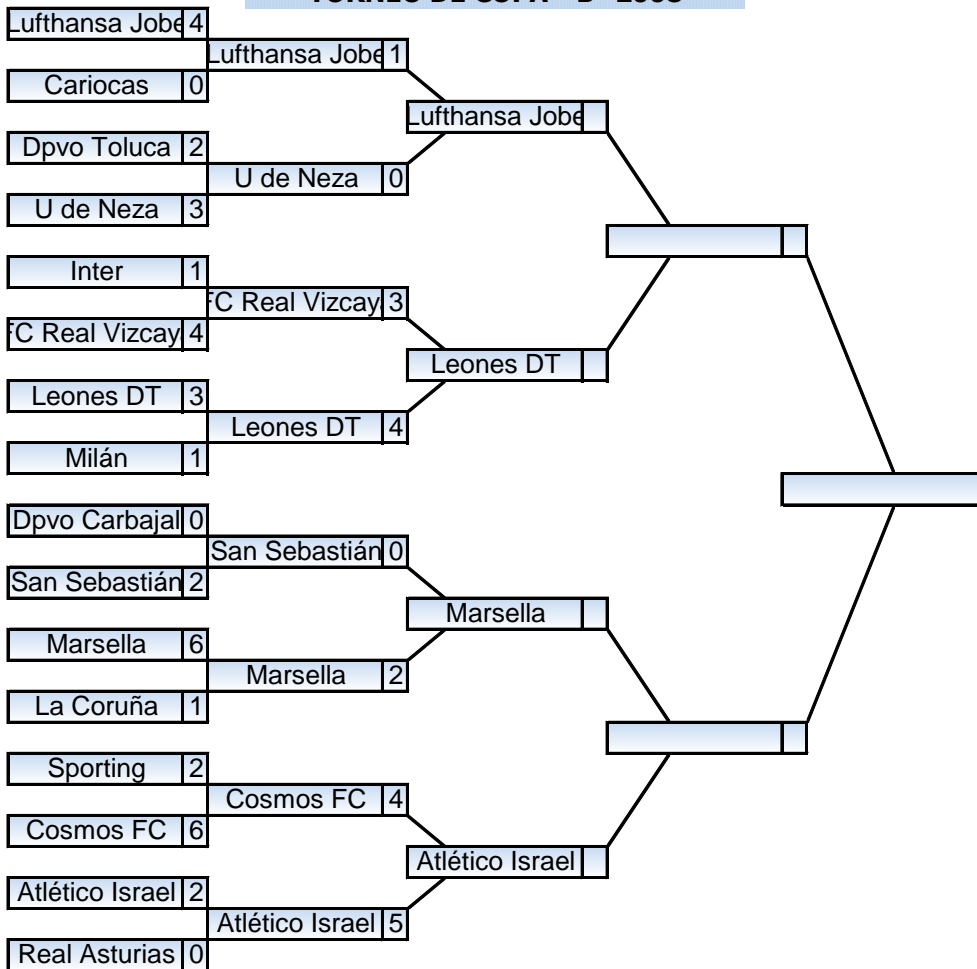 TORNEO DE COPA
Lufthansa Jobe 4
Cariocas 0
Dpvo Toluca 2
U de Neza 3
Inter 1
FC Real Vizcay 4
Leones DT 3
Milán 1
Dpvo Carbajal 0
San Sebastián 2
Marsella 6
La Coruña 1
Sporting 2
Cosmos FC 6
Atlético Israel 2
Real Asturias 0
Lufthansa Jobe 1
U de Neza 0
FC Real Vizcay 3
Leones DT 4
San Sebastián 0
Marsella 2
Cosmos FC 4
Atlético Israel 5
Lufthansa Jobe
Leones DT
Marsella
Atlético Israel